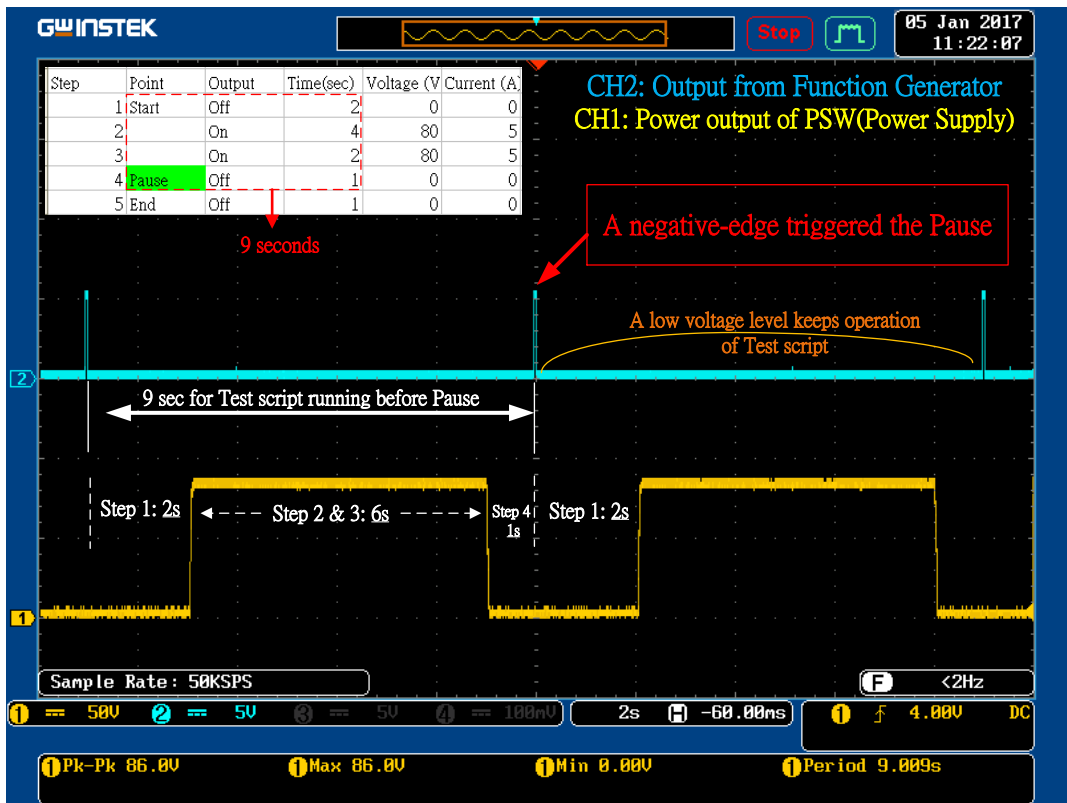 GWINSTEK
Stop
05 Jan 2017
11:22:07
Step Point Output Time(sec) Voltage (V Current (A)
1 Start Off 2 0 0
2 On 4 80 5
3 On 2 80 5
4 Pause Off 1 0 0
5 End Off 1 0 0
9 seconds
CH2: Output from Function Generator
CH1: Power output of PSW(Power Supply)
A negative-edge triggered the Pause
A low voltage level keeps operation
of Test script
2
9 sec for Test script running before Pause
Step 1: 2s
Step 2 & 3: 6s
Step 4
1s
Step 1: 2s
1
Sample Rate: 50KSPS
F <2Hz
1 50V 2 5V 3 5V 4 100mV
2s H -60.00ms
1 4.00V DC
1 Pk-Pk 86.0V
1 Max 86.0V
1 Min 0.00V
1 Period 9.009s